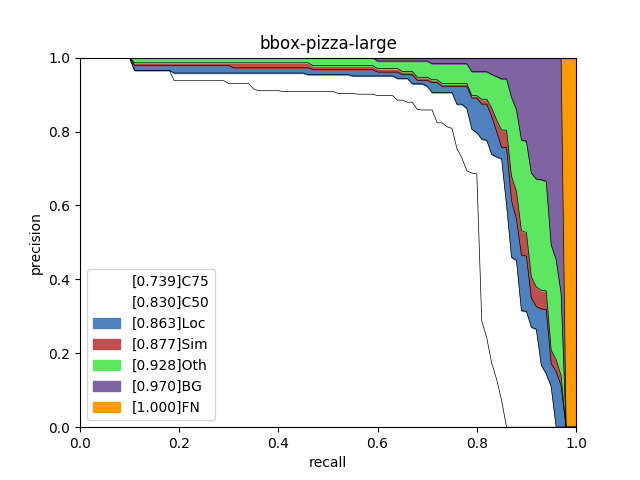 bbox-pizza-large
precision
1.0
0.8
0.6
0.4
0.2
0.0
[0.739]C75
[0.830]C50
[0.863]Loc
[0.877]Sim
[0.928]Oth
[0.970]BG
[1.000]FN
0.0 0.2 0.4 0.6 0.8 1.0
recall